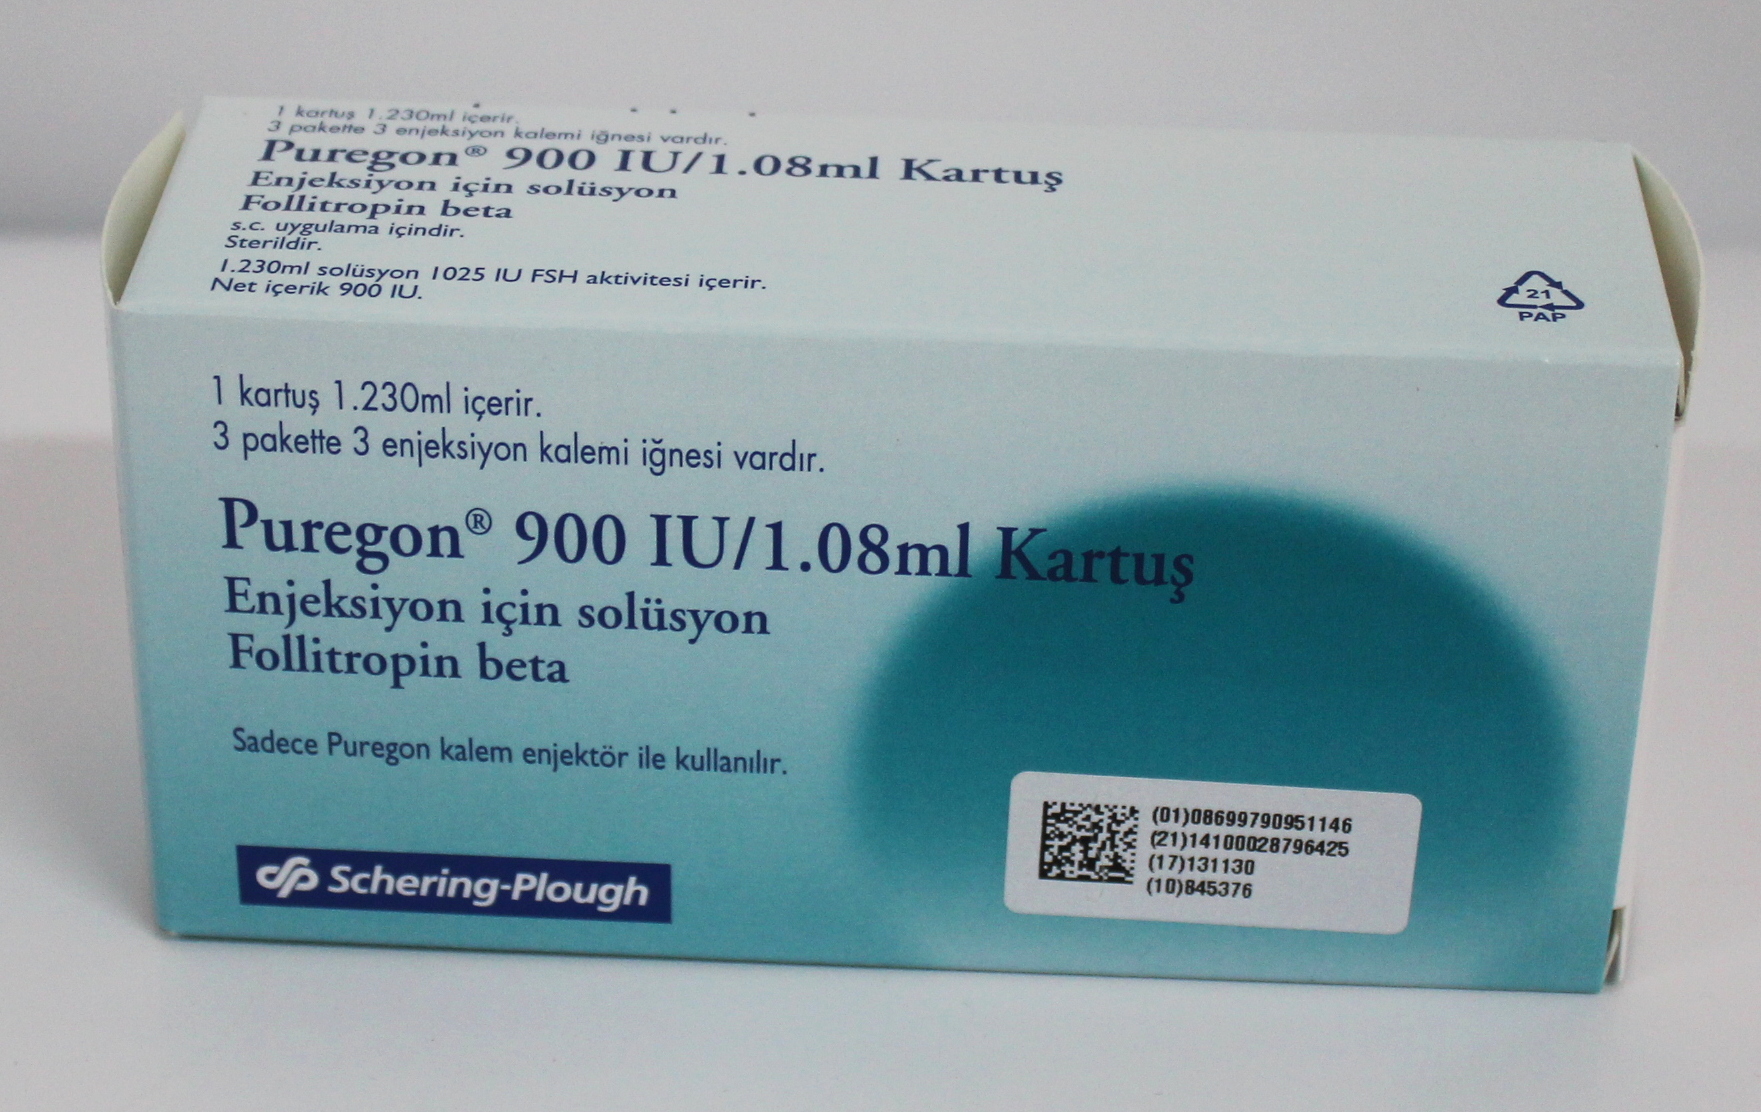 1 kartuş 1.230ml içerir.
3 pakette 3 enjeksiyon kalemi iğnesi vardır.
Puregon® 900 IU/1.08ml Kartuş
Enjeksiyon için solüsyon
Follitropin beta
s.c. uygulama içindir.
Sterildir.
1.230ml solüsyon 1025 IU FSH aktivitesi içerir.
Net içerik 900 IU.
21
PAP
1 kartuş 1.230ml içerir.
3 pakette 3 enjeksiyon kalemi iğnesi vardır.
Puregon® 900 IU/1.08ml Kartuş
Enjeksiyon için solüsyon
Follitropin beta
Sadece Puregon kalem enjektör ile kullanılır.
Schering-Plough
(01)08699790951146
(21)14100028796425
(17)131130
(10)845376